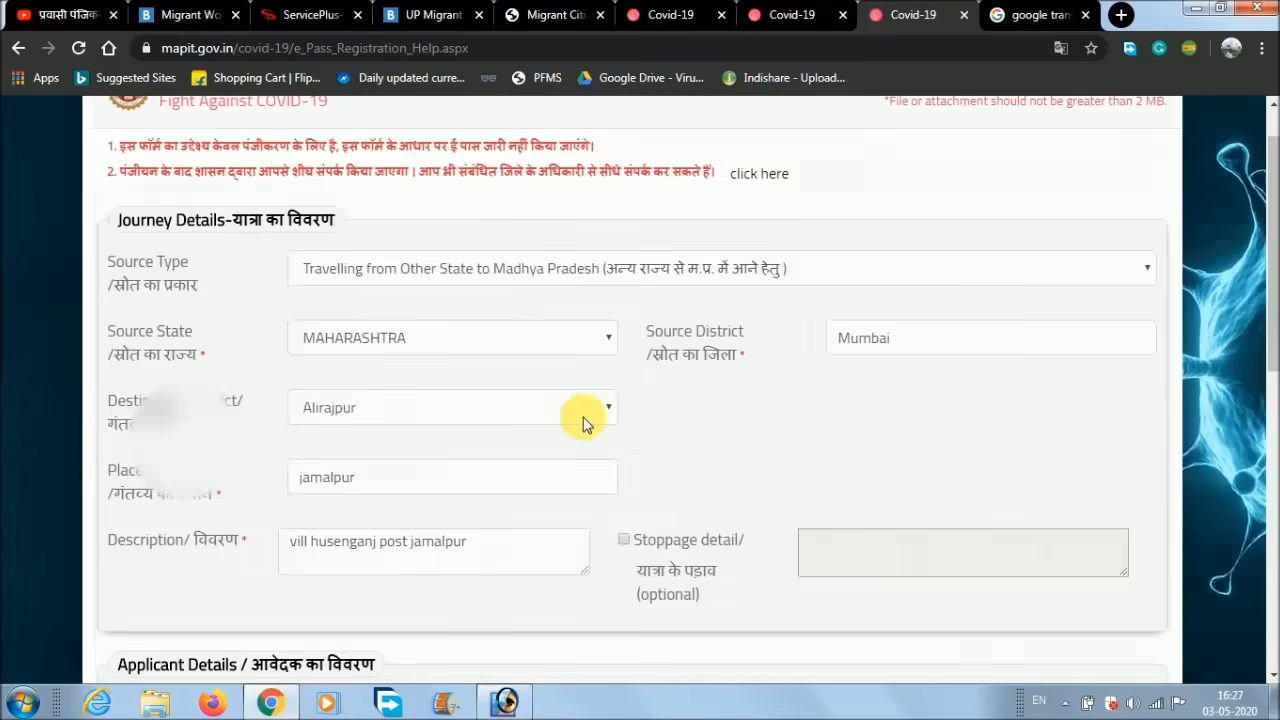 प्रवासी पंजिक
Migrant Wo
ServicePlus-
UP Migrant
Migrant Citi
Covid-19
Covid-19
Covid-19
google tran
mapit.gov.in/covid-19/e_Pass_Registration_Help.aspx
Apps
Suggested Sites
Shopping Cart | Flip...
Daily updated curre...
PFMS
Google Drive - Viru...
Indishare - Upload...
Fight Against COVID-19
*File or attachment should not be greater than 2 MB.
1. इस फॉर्म का उद्देश्य केवल पंजीकरण के लिए है, इस फॉर्म के आधार पर ई पास जारी नहीं किया जाएंगे।
2. पंजीयन के बाद शासन द्वारा आपसे शीघ्र संपर्क किया जाएगा । आप भी संबंधित जिले के अधिकारी से सीधे संपर्क कर सकते हैं। click here
Journey Details-यात्रा का विवरण
Source Type
/स्रोत का प्रकार
Travelling from Other State to Madhya Pradesh (अन्य राज्य से म.प्र. में आने हेतु )
Source State
/स्रोत का राज्य *
MAHARASHTRA
Source District
/स्रोत का जिला *
Mumbai
Alirajpur
jamalpur
Description/ विवरण *
vill husenganj post jamalpur
Stoppage detail/
यात्रा के पड़ाव
(optional)
Applicant Details / आवेदक का विवरण
EN
16:27
03-05-2020